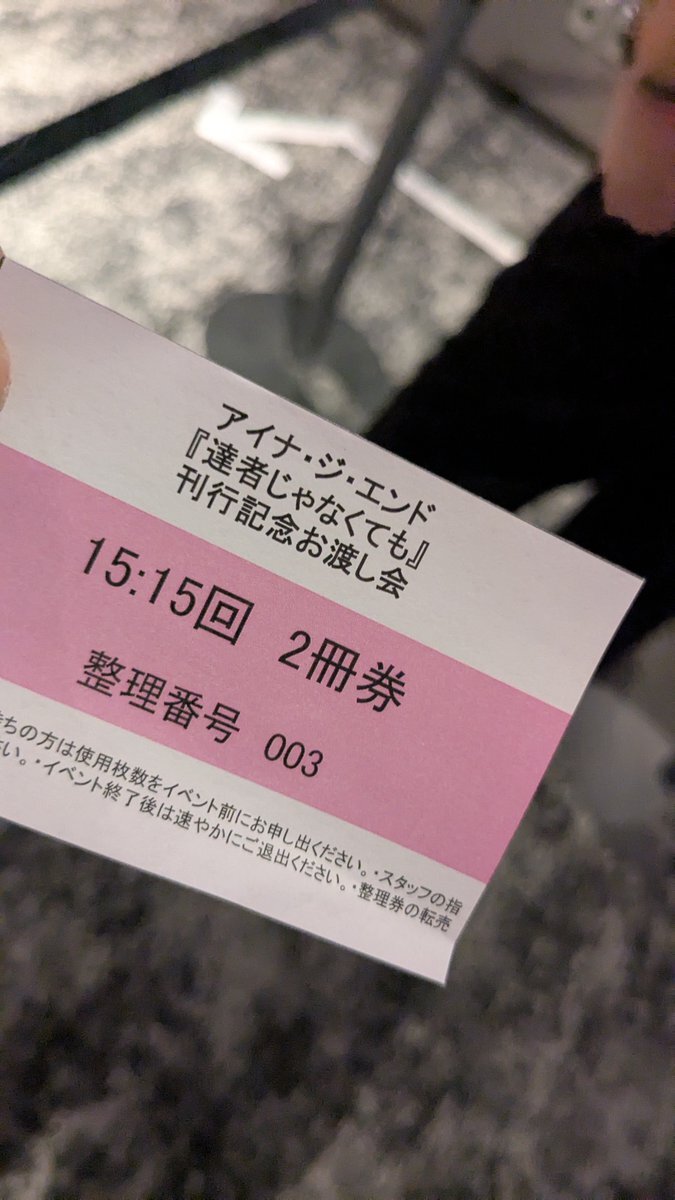 アイナ・ジ・エンド
『達者じゃなくても』
刊行記念お渡し会
15:15回 2冊券
整理番号 003
ちの方は使用枚数をイベント前にお申し出ください。・スタッフの指
い。・イベント終了後は速やかにご退出ください。・整理券の転売